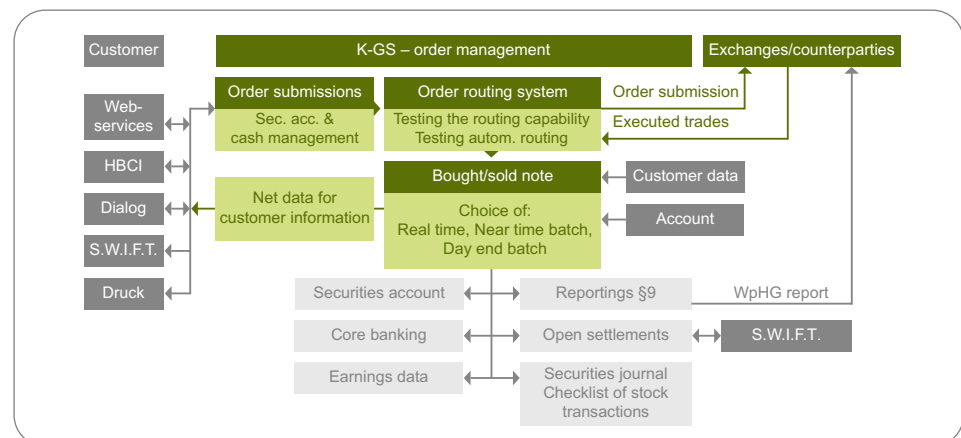 Customer
K-GS – order management
Exchanges/counterparties
Order submissions
Sec. acc. &
cash management
Order routing system
Testing the routing capability
Testing autom. routing
Order submission
Executed trades
Web-
services
HBCI
Dialog
S.W.I.F.T.
Druck
Net data for
customer information
Bought/sold note
Choice of:
Real time, Near time batch,
Day end batch
Customer data
Account
Securities account
Reportings §9
WpHG report
Core banking
Open settlements
S.W.I.F.T.
Earnings data
Securities journal
Checklist of stock
transactions